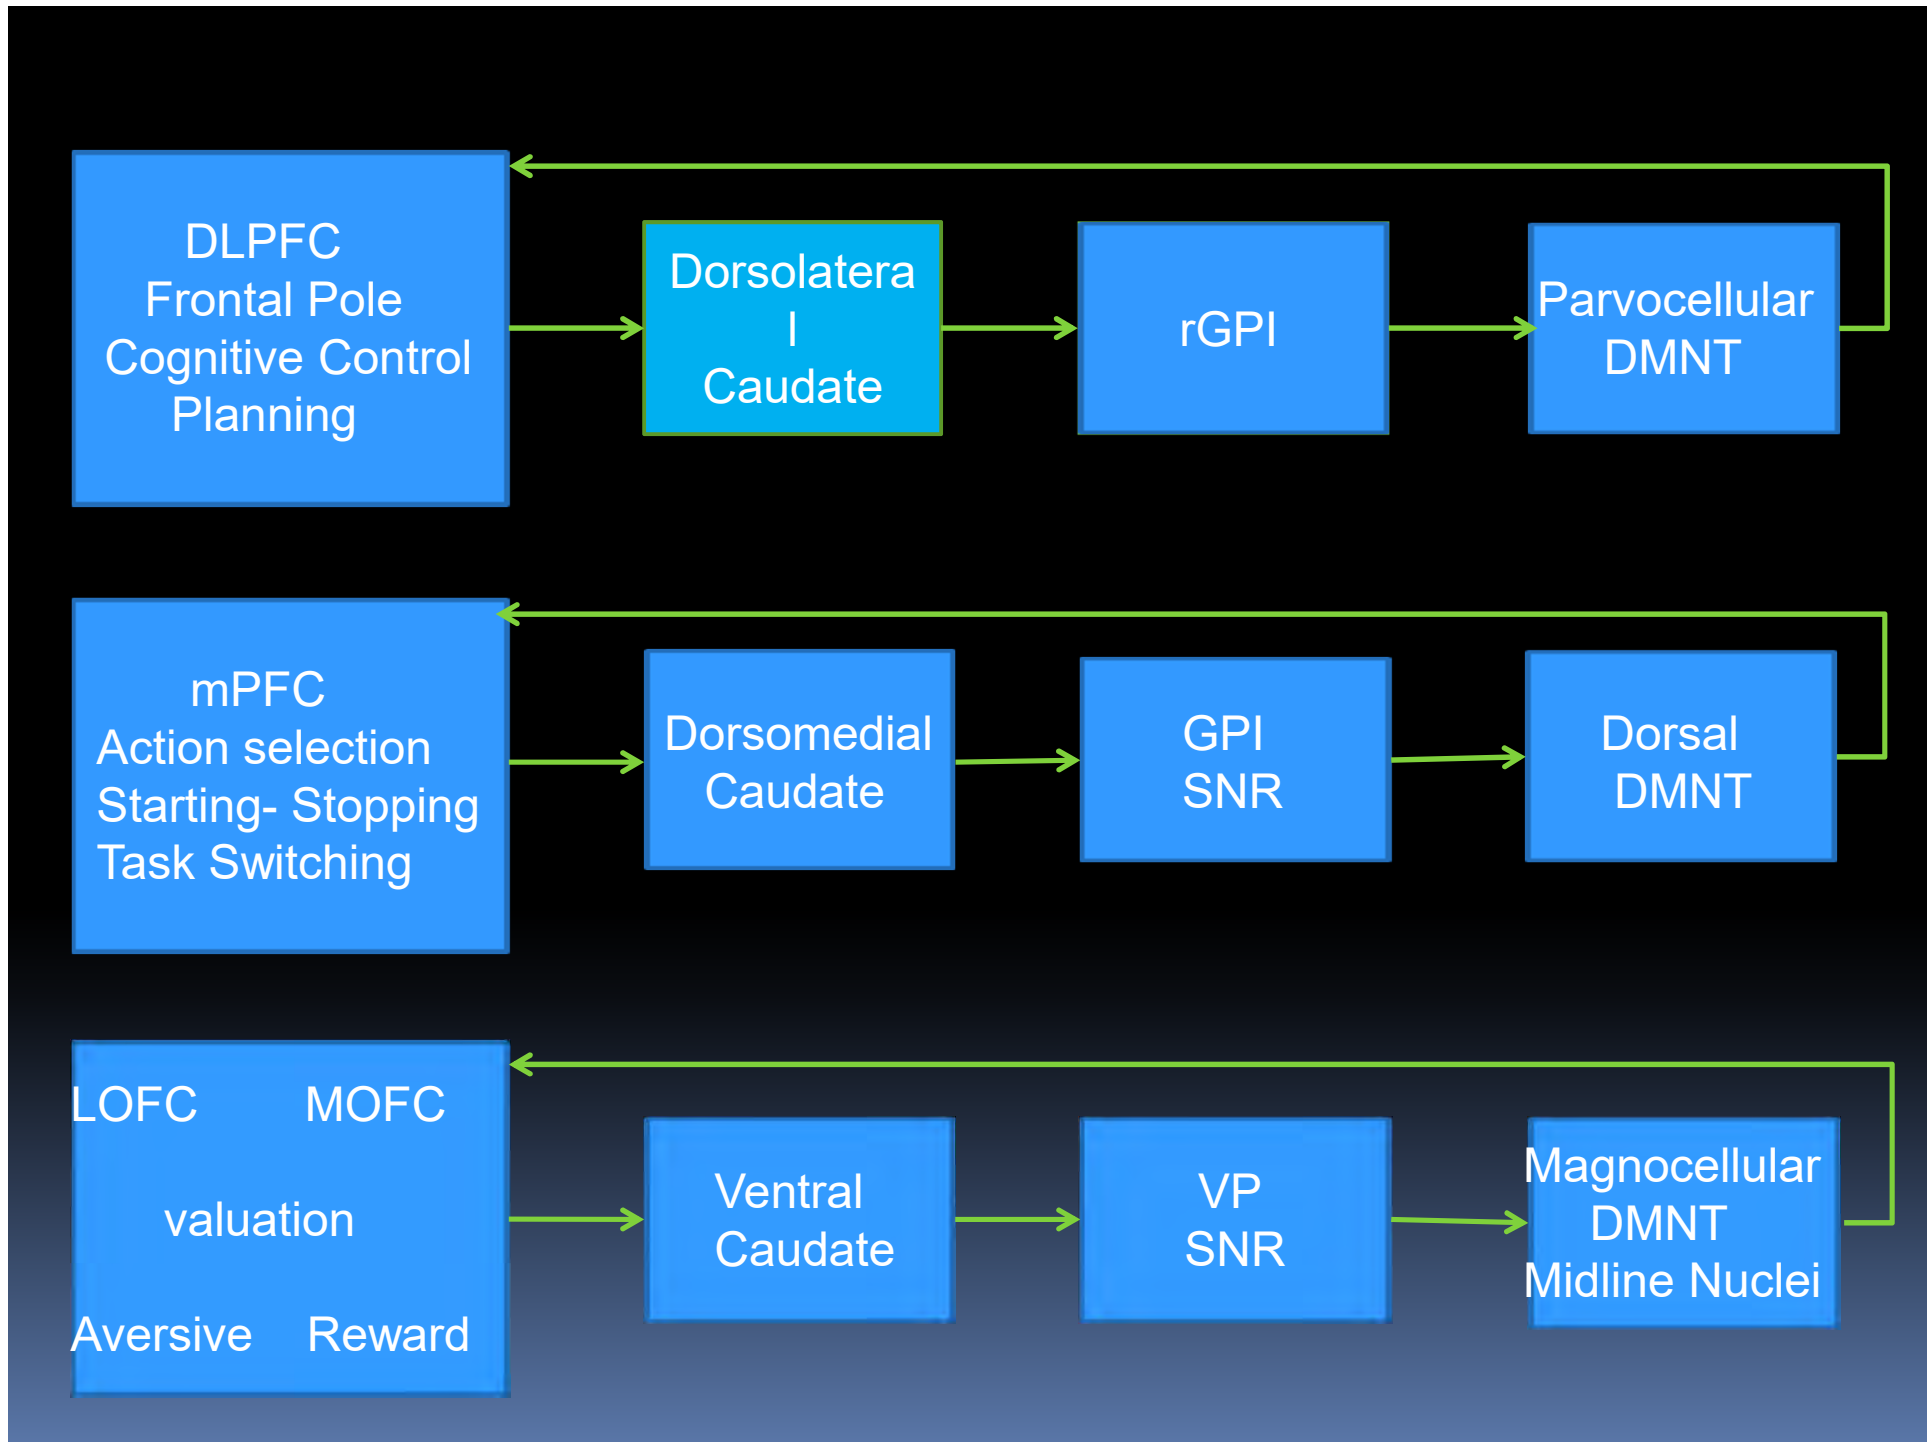 DLPFC
Frontal Pole
Cognitive Control
Planning
Dorsolatera
l
Caudate
rGPI
Parvocellular
DMNT
mPFC
Action selection
Starting- Stopping
Task Switching
Dorsomedial
Caudate
GPI
SNR
Dorsal
DMNT
LOFC MOFC
valuation
Aversive Reward
Ventral
Caudate
VP
SNR
Magnocellular
DMNT
Midline Nuclei